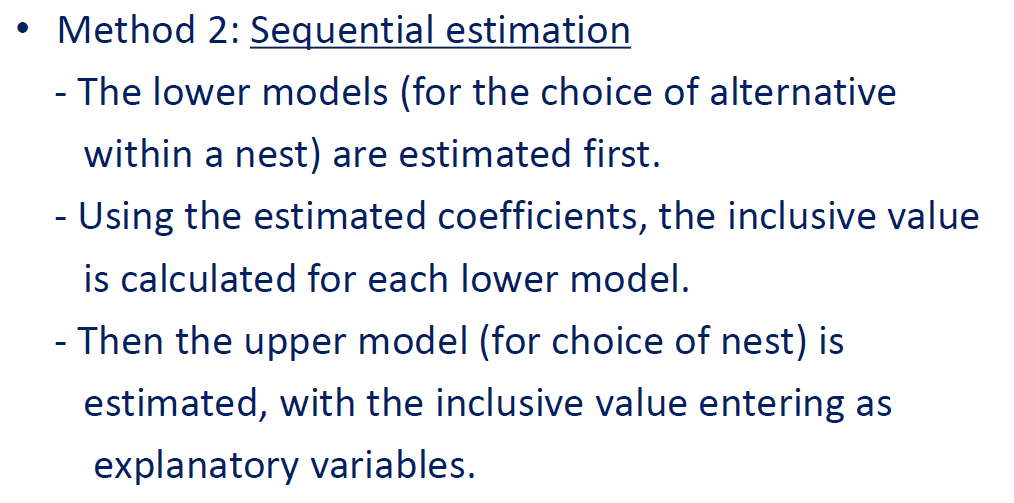 • Method 2: Sequential estimation
- The lower models (for the choice of alternative
within a nest) are estimated first.
- Using the estimated coefficients, the inclusive value
is calculated for each lower model.
- Then the upper model (for choice of nest) is
estimated, with the inclusive value entering as
explanatory variables.